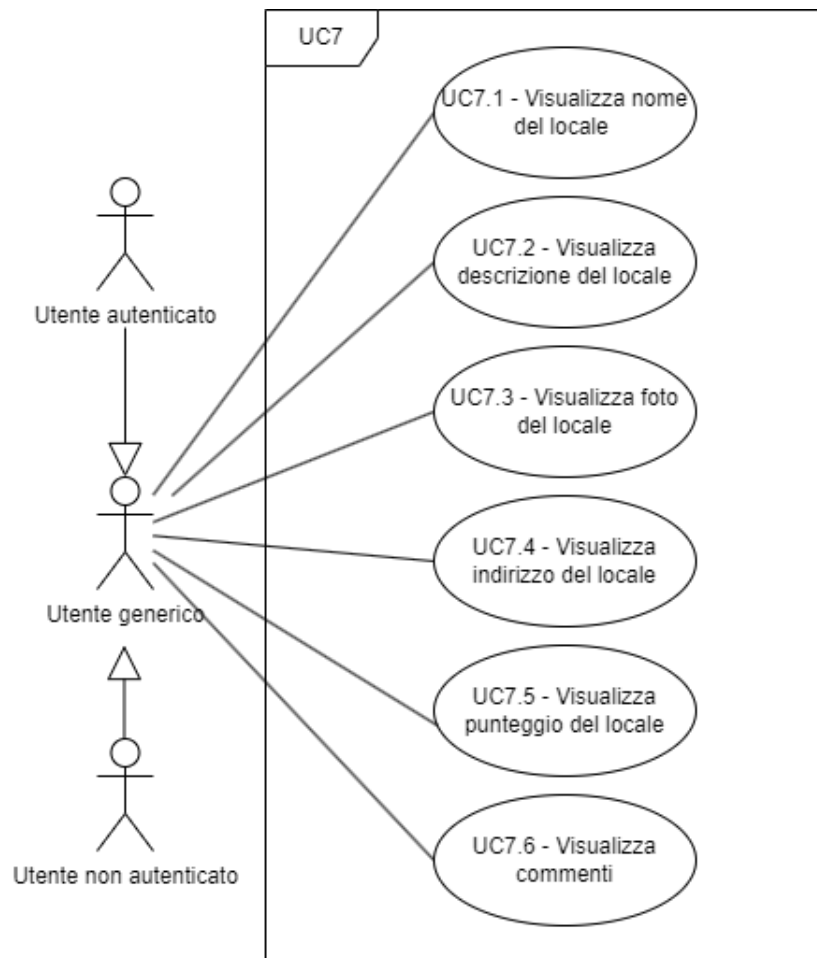 UC7
UC7.1 - Visualizza nome
del locale
Utente autenticato
UC7.2 - Visualizza
descrizione del locale
UC7.3 - Visualizza foto
del locale
Utente generico
UC7.4 - Visualizza
indirizzo del locale
UC7.5 - Visualizza
punteggio del locale
Utente non autenticato
UC7.6 - Visualizza
commenti